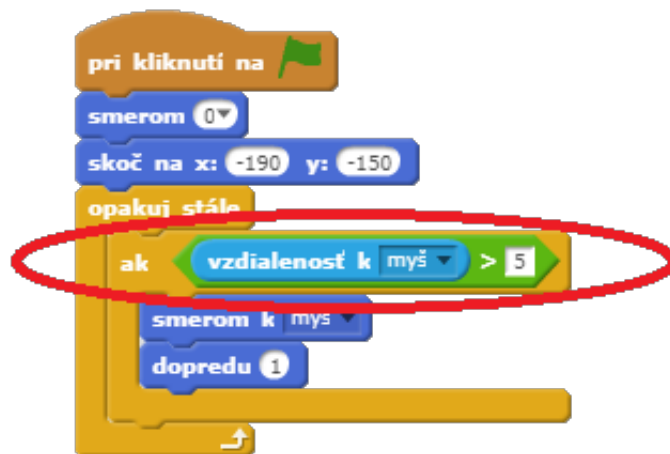 pri kliknutí na
smerom 0
skoč na x: -190 y: -150
opakuj stále
ak vzdialenosť k myš > 5
smerom k myš
dopredu 1